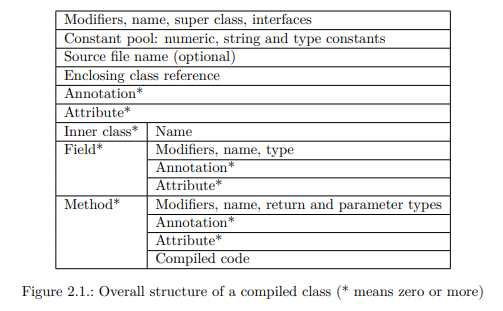 Modifiers, name, super class, interfaces
Constant pool: numeric, string and type constants
Source file name (optional)
Enclosing class reference
Annotation*
Attribute*
Inner class* Name
Field* Modifiers, name, type
Annotation*
Attribute*
Method* Modifiers, name, return and parameter types
Annotation*
Attribute*
Compiled code
Figure 2.1.: Overall structure of a compiled class (* means zero or more)